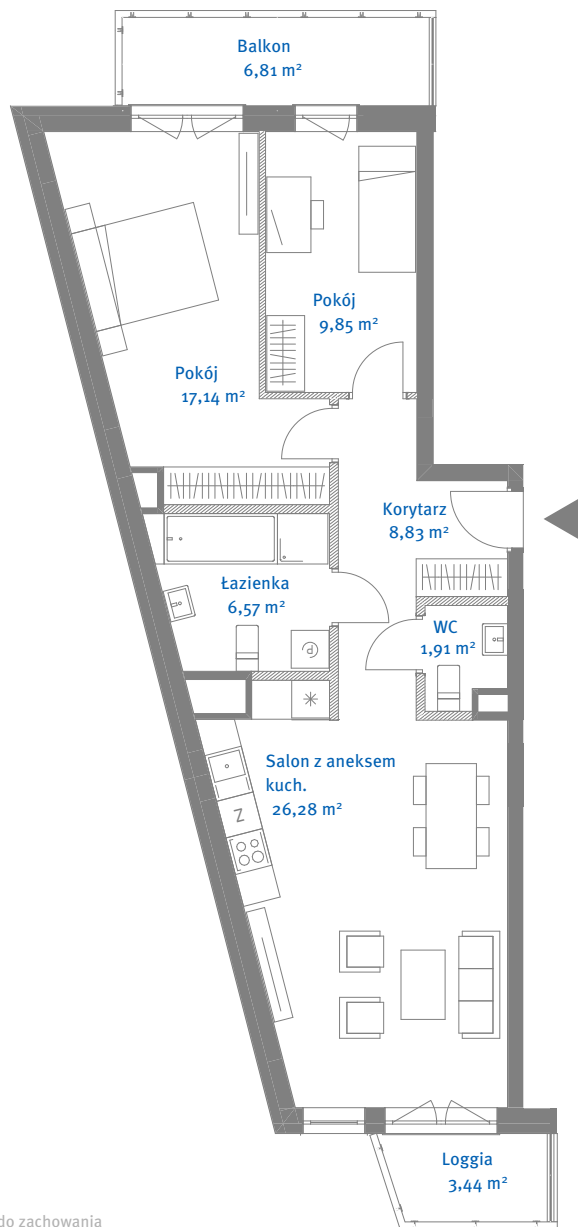 Balkon
6,81 m²
Pokój
9,85 m²
Pokój
17,14 m²
Korytarz
8,83 m²
Łazienka
6,57 m²
WC
1,91 m²
Salon z aneksem
kuch.
26,28 m²
Z
Loggia
3,44 m²
do zachowania